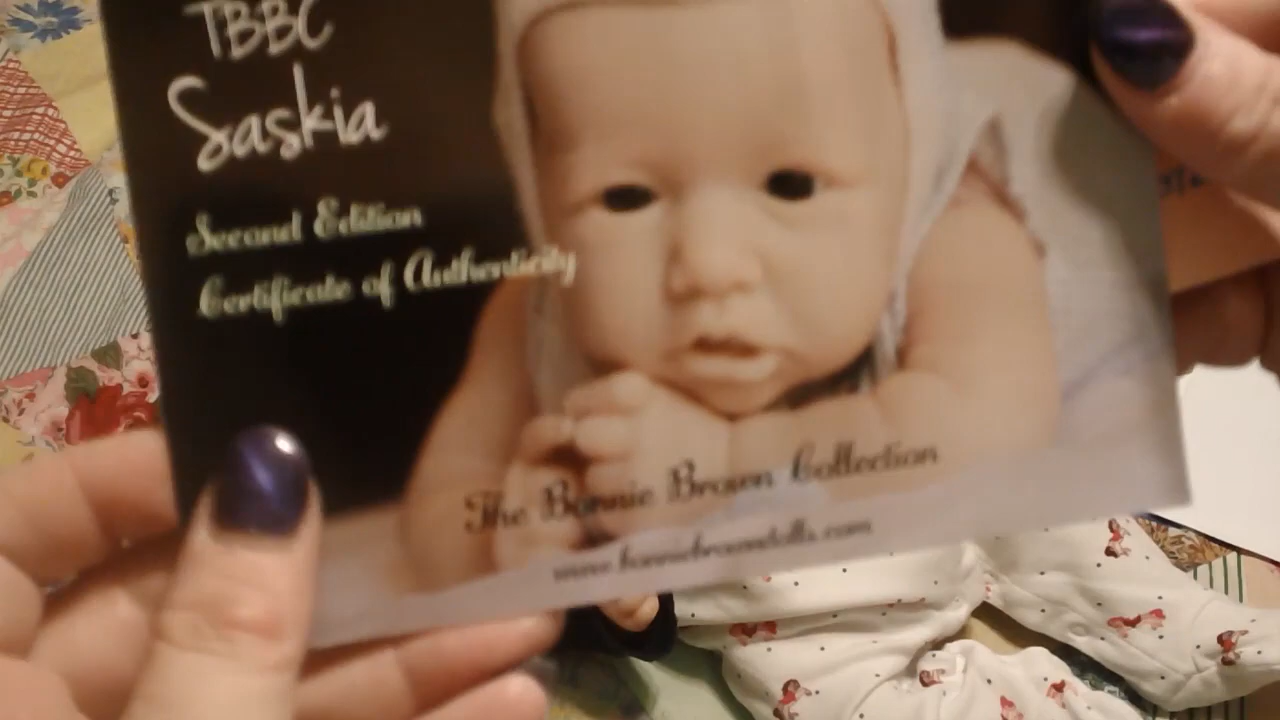 TBBC
Saskia
Second Edition
Certificate of Authenticity
The Bonnie Brown Collection
www.bonniebrowndolls.com